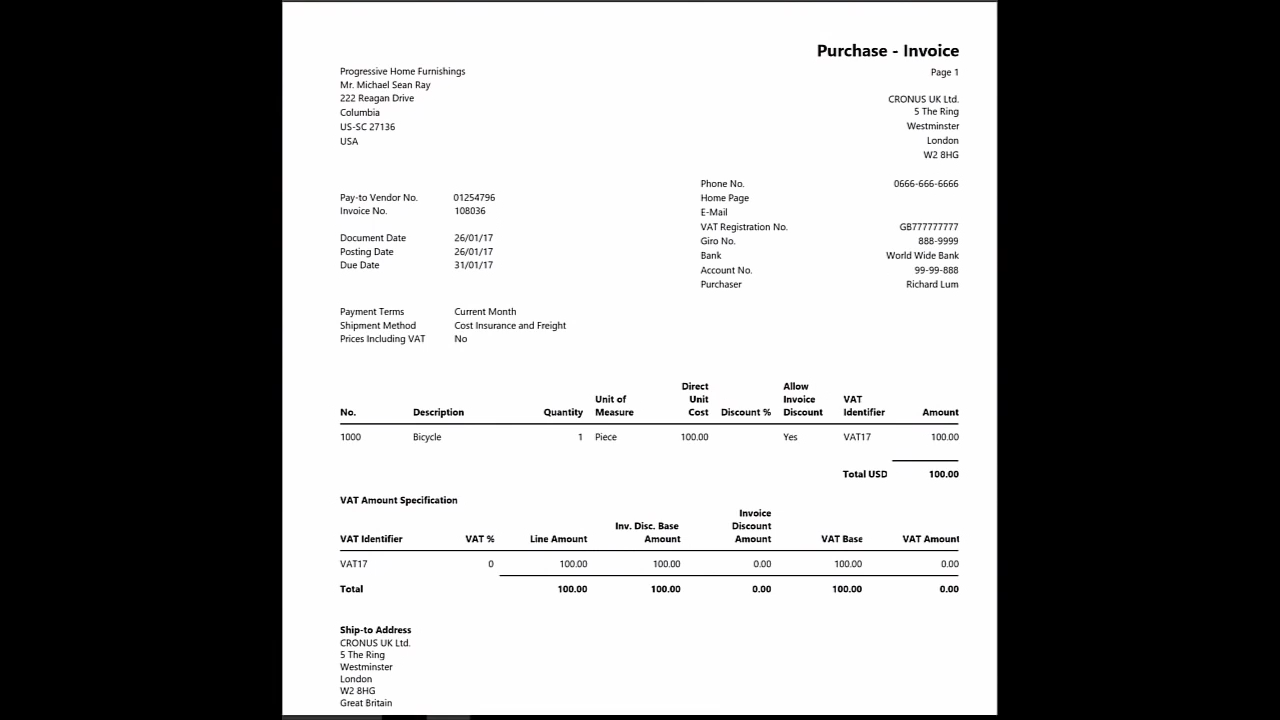 Purchase - Invoice
Page 1
Progressive Home Furnishings
Mr. Michael Sean Ray
222 Reagan Drive
Columbia
US-SC 27136
USA
CRONUS UK Ltd.
5 The Ring
Westminster
London
W2 8HG
Pay-to Vendor No. 01254796
Invoice No. 108036
Document Date 26/01/17
Posting Date 26/01/17
Due Date 31/01/17
Phone No. 0666-666-6666
Home Page
E-Mail
VAT Registration No. GB777777777
Giro No. 888-9999
Bank World Wide Bank
Account No. 99-99-888
Purchaser Richard Lum
Payment Terms Current Month
Shipment Method Cost Insurance and Freight
Prices Including VAT No
Direct Allow
Unit of Unit Invoice VAT
No. Description Quantity Measure Cost Discount % Discount Identifier Amount
1000 Bicycle 1 Piece 100.00 Yes VAT17 100.00
Total USD 100.00
VAT Amount Specification
Invoice
Inv. Disc. Base Discount
VAT Identifier VAT % Line Amount Amount Amount VAT Base VAT Amount
VAT17 0 100.00 100.00 0.00 100.00 0.00
Total 100.00 100.00 0.00 100.00 0.00
Ship-to Address
CRONUS UK Ltd.
5 The Ring
Westminster
London
W2 8HG
Great Britain